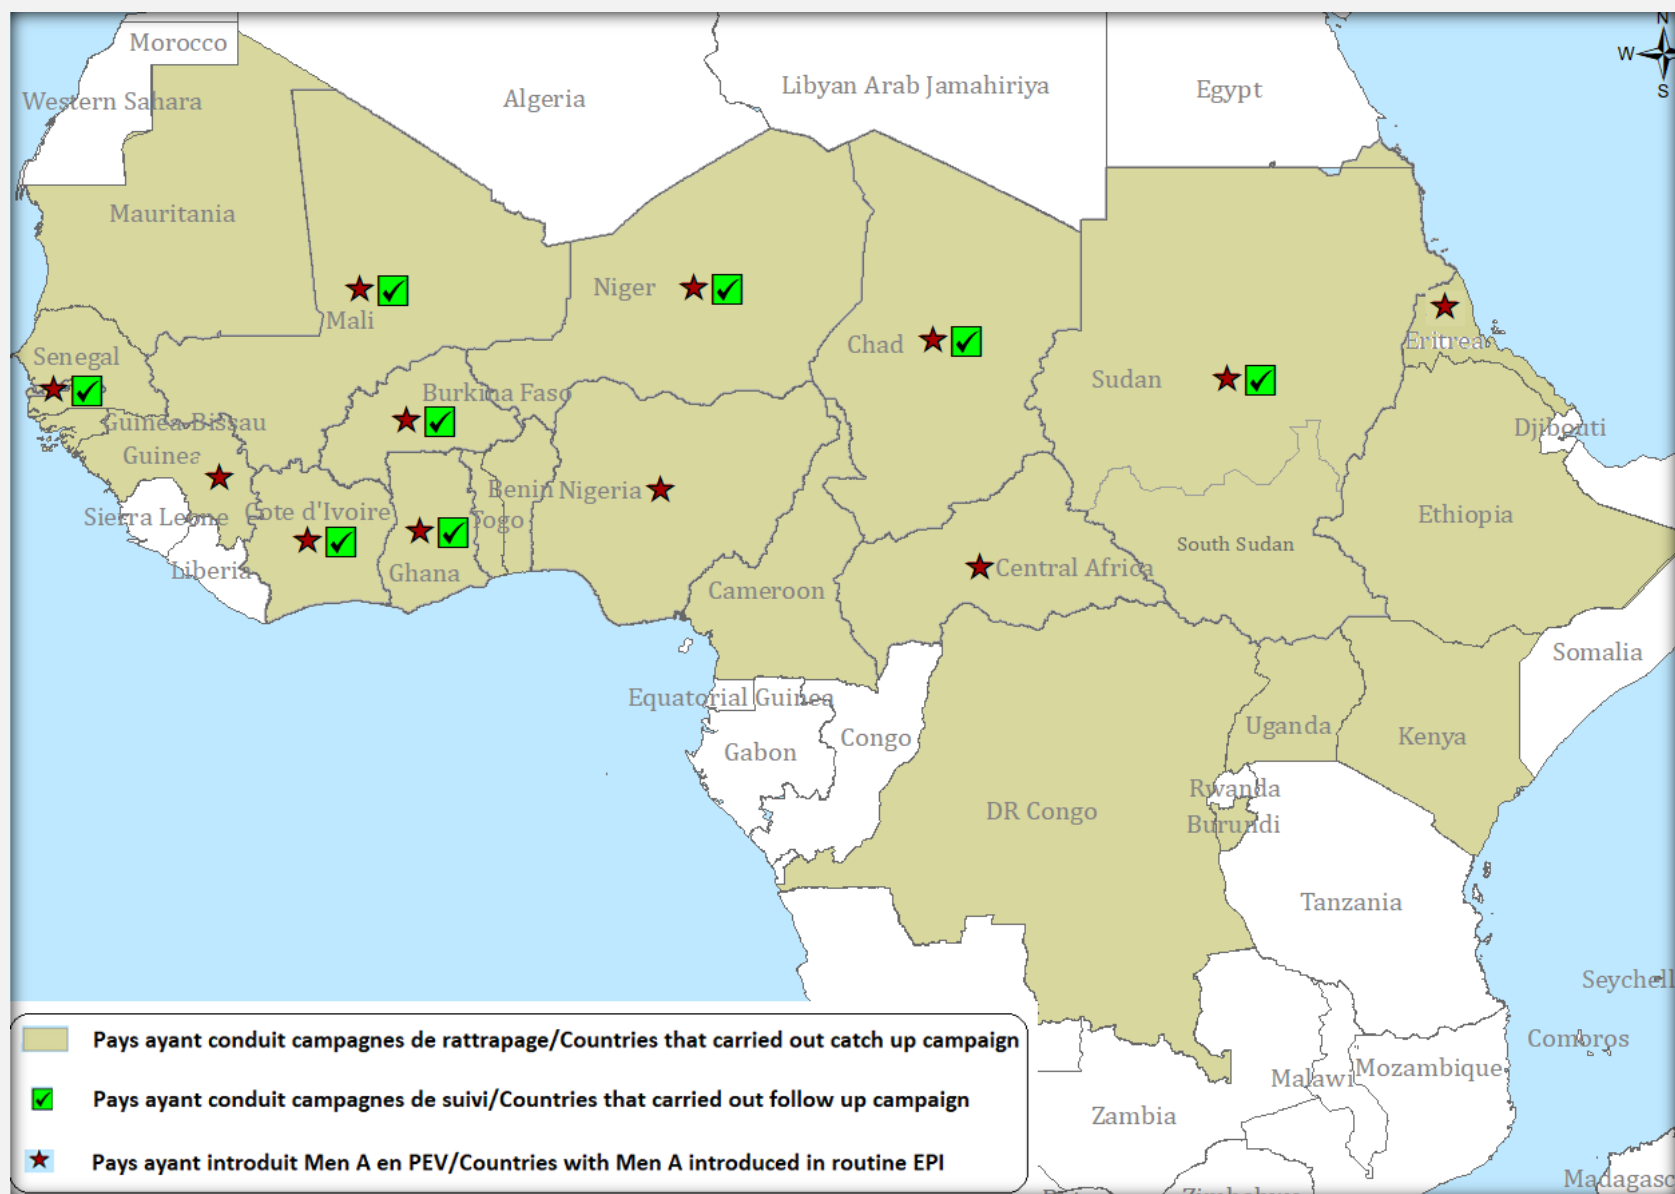 N
W
S
Morocco
Western Sahara
Algeria
Libyan Arab Jamahiriya
Egypt
Mauritania
Mali
Niger
Chad
Sudan
Eritrea
Senegal
Burkina Faso
Guinea-Bissau
Guinea
Djibouti
Benin
Nigeria
Sierra Leone
Cote d'Ivoire
Togo
Ethiopia
South Sudan
Liberia
Ghana
Central Africa
Cameroon
Somalia
Equatorial Guinea
Gabon
Congo
Uganda
Kenya
Rwanda
DR Congo
Burundi
Tanzania
Seychell
Comoros
Malawi
Mozambique
Zambia
Madagasc
Zimbabwe
Pays ayant conduit campagnes de rattrapage/Countries that carried out catch up campaign
Pays ayant conduit campagnes de suivi/Countries that carried out follow up campaign
Pays ayant introduit Men A en PEV/Countries with Men A introduced in routine EPI